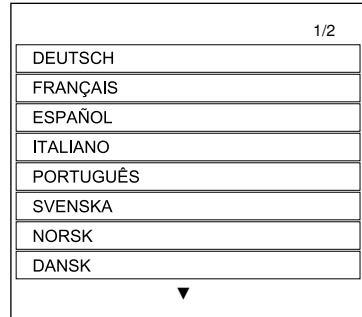 1/2
DEUTSCH
FRANÇAIS
ESPAÑOL
ITALIANO
PORTUGUÊS
SVENSKA
NORSK
DANSK
▼